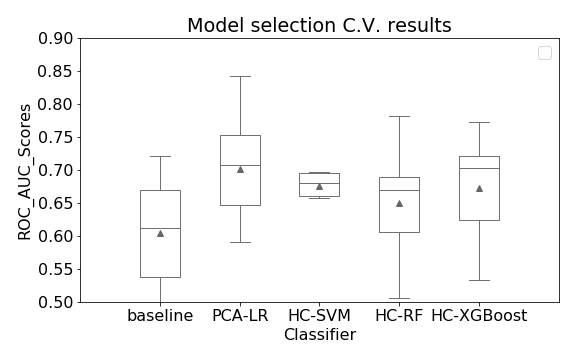 Model selection C.V. results
0.90
0.85
0.80
0.75
0.70
0.65
0.60
0.55
0.50
ROC_AUC_Scores
baseline PCA-LR HC-SVM HC-RF HC-XGBoost
Classifier